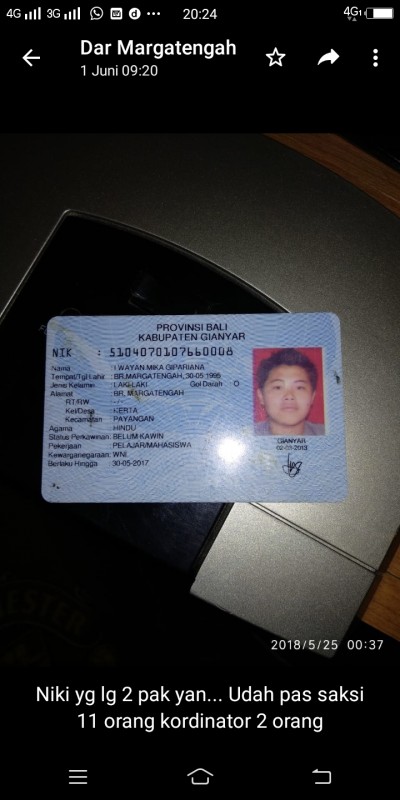 4G 3G 20:24 4G
Dar Margatengah
1 Juni 09:20
PROVINSI BALI
KABUPATEN GIANYAR
NIK : 5104070107660008
Nama : I WAYAN MIKA GIPARIANA
Tempat/Tgl Lahir : BR.MARGATENGAH, 30-05-1995
Jenis Kelamin : LAKI-LAKI Gol Darah : O
Alamat : BR. MARGATENGAH
RT/RW
Kel/Desa : KERTA
Kecamatan : PAYANGAN
Agama : HINDU
Status Perkawinan: BELUM KAWIN
Pekerjaan : PELAJAR/MAHASISWA
Kewarganegaraan: WNI
Berlaku Hingga : 30-05-2017
GIANYAR
2018/5/25 00:37
Niki yg lg 2 pak yan... Udah pas saksi
11 orang kordinator 2 orang